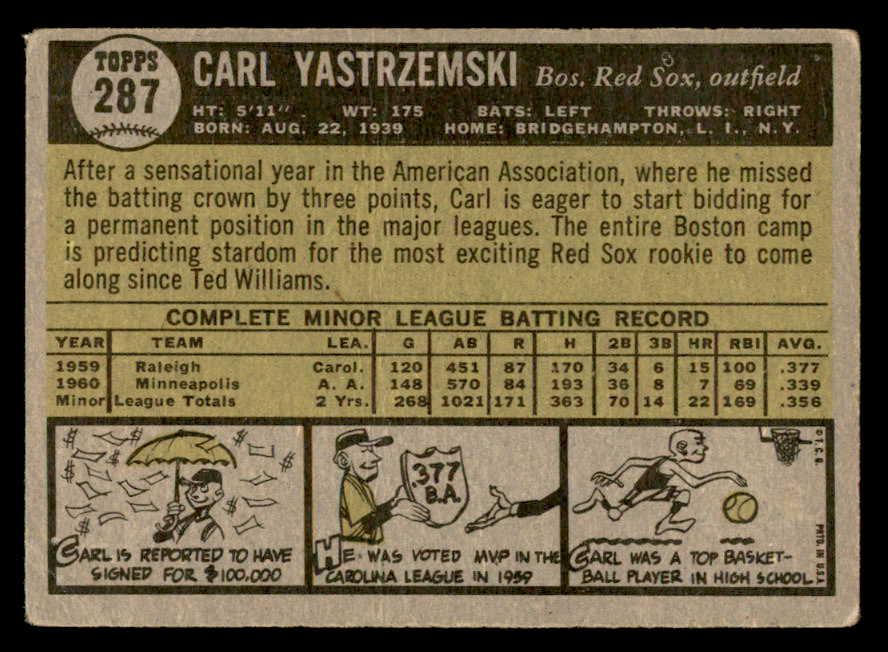 TOPPS
287
CARL YASTRZEMSKI Bos. Red Sox, outfield
HT: 5'11" WT: 175 BATS: LEFT THROWS: RIGHT
BORN: AUG. 22, 1939 HOME: BRIDGEHAMPTON, L. I., N.Y.
After a sensational year in the American Association, where he missed
the batting crown by three points, Carl is eager to start bidding for
a permanent position in the major leagues. The entire Boston camp
is predicting stardom for the most exciting Red Sox rookie to come
along since Ted Williams.
COMPLETE MINOR LEAGUE BATTING RECORD
YEAR TEAM LEA. G AB R H 2B 3B HR RBI AVG.
1959 Raleigh Carol. 120 451 87 170 34 6 15 100 .377
1960 Minneapolis A. A. 148 570 84 193 36 8 7 69 .339
Minor League Totals 2 Yrs. 268 1021 171 363 70 14 22 169 .356
$ $ $ $ $ $
CARL IS REPORTED TO HAVE
SIGNED FOR $100,000
.377
B.A.
HE WAS VOTED MVP IN THE
CAROLINA LEAGUE IN 1959
CARL WAS A TOP BASKET-
BALL PLAYER IN HIGH SCHOOL.
© T.C.G. PRTD. IN U.S.A.